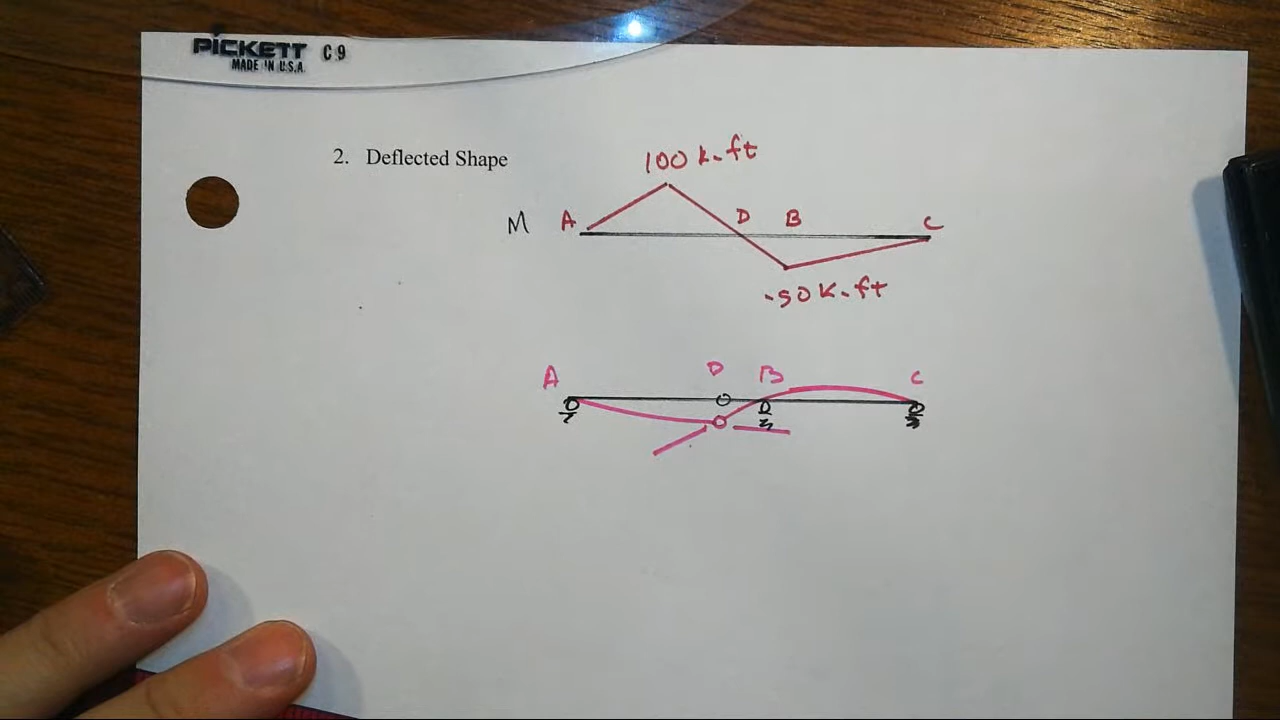 PICKETT C9
MADE IN U.S.A.
2. Deflected Shape
100 k.ft
M A D B C
-50 K.ft
A D B C